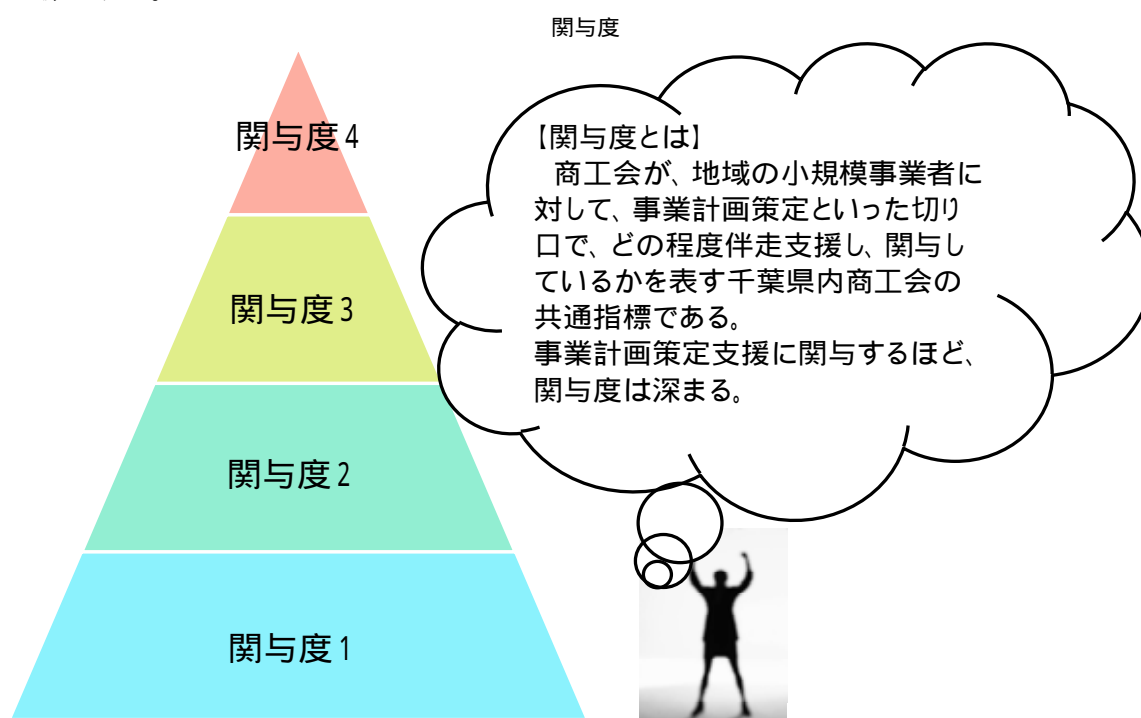 関与度
関与度4
関与度3
関与度2
関与度1
【関与度とは】
商工会が、地域の小規模事業者に
対して、事業計画策定といった切り
口で、どの程度伴走支援し、関与し
ているかを表す千葉県内商工会の
共通指標である。
事業計画策定支援に関与するほど、
関与度は深まる。